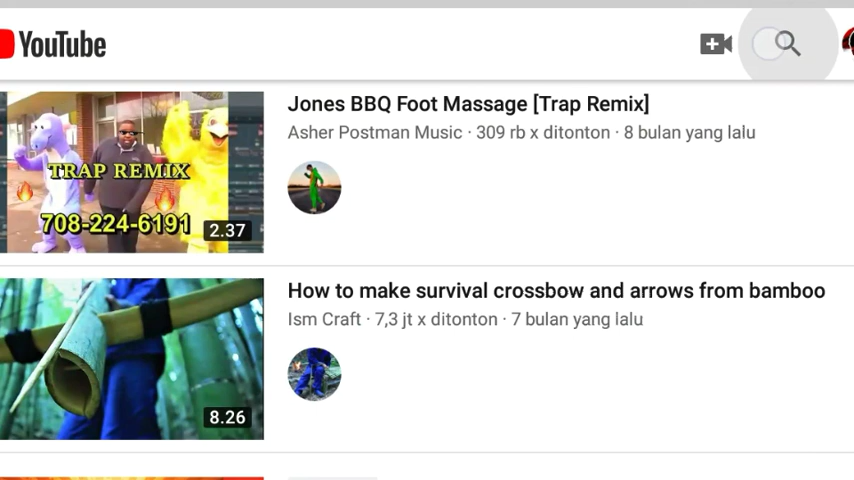 YouTube
Jones BBQ Foot Massage [Trap Remix]
Asher Postman Music · 309 rb x ditonton · 8 bulan yang lalu
TRAP REMIX
708-224-6191
2.37
How to make survival crossbow and arrows from bamboo
Ism Craft · 7,3 jt x ditonton · 7 bulan yang lalu
8.26